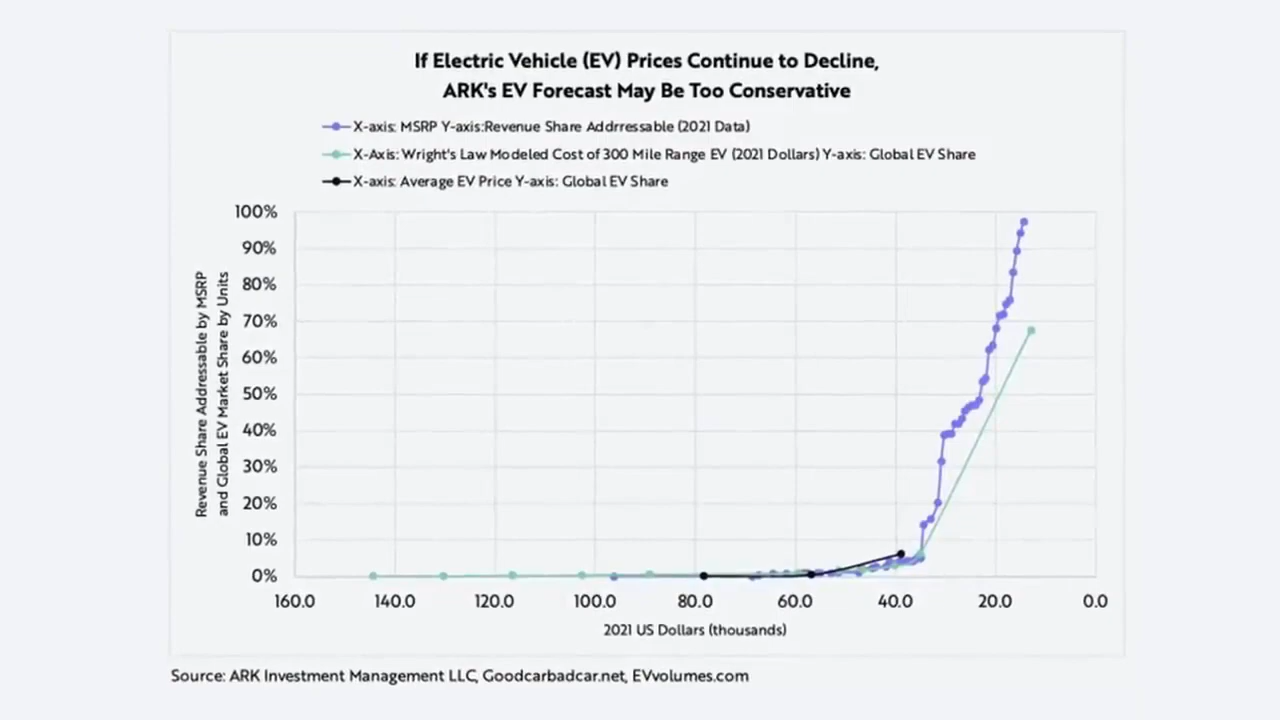 If Electric Vehicle (EV) Prices Continue to Decline,
ARK's EV Forecast May Be Too Conservative
X-axis: MSRP Y-axis:Revenue Share Addrressable (2021 Data)
X-Axis: Wright's Law Modeled Cost of 300 Mile Range EV (2021 Dollars) Y-axis: Global EV Share
X-axis: Average EV Price Y-axis: Global EV Share
Revenue Share Addressable by MSRP
and Global EV Market Share by Units
100%
90%
80%
70%
60%
50%
40%
30%
20%
10%
0%
160.0 140.0 120.0 100.0 80.0 60.0 40.0 20.0 0.0
2021 US Dollars (thousands)
Source: ARK Investment Management LLC, Goodcarbadcar.net, EVvolumes.com